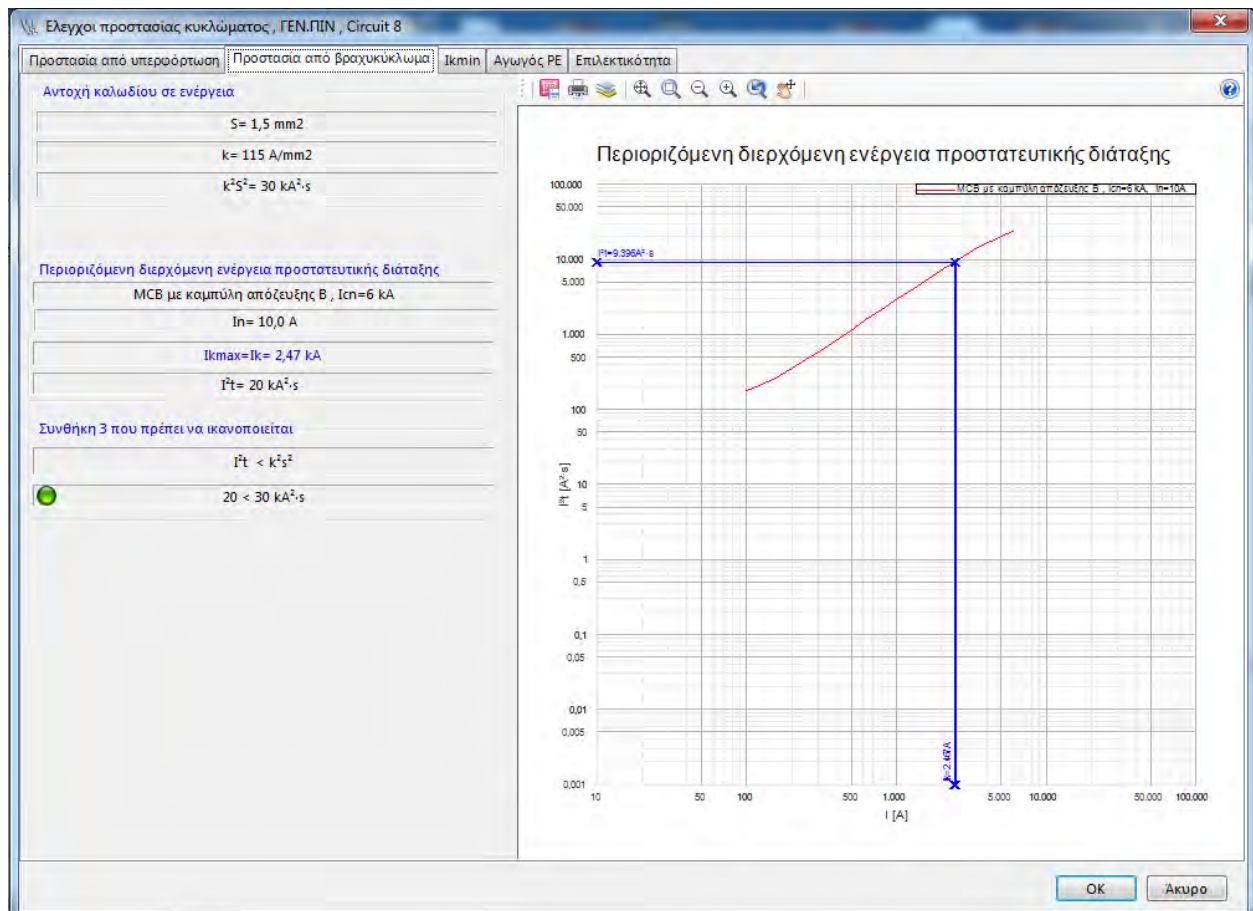 Ελεγχοι προστασίας κυκλώματος , ΓΕΝ.ΠΙΝ , Circuit 8
Προστασία από υπερφόρτωση Προστασία από βραχυκύκλωμα Ikmin Αγωγός PE Επιλεκτικότητα
Αντοχή καλωδίου σε ενέργεια
S= 1,5 mm2
k= 115 A/mm2
k²S²= 30 kA²·s
Περιοριζόμενη διερχόμενη ενέργεια προστατευτικής διάταξης
MCB με καμπύλη απόζευξης B , Icn=6 kA
In= 10,0 A
Ikmax=Ik= 2,47 kA
I²t= 20 kA²·s
Συνθήκη 3 που πρέπει να ικανοποιείται
I²t < k²s²
20 < 30 kA²·s
Περιοριζόμενη διερχόμενη ενέργεια προστατευτικής διάταξης
MCB με καμπύλη απόζευξης B , Icn=6 kA, In=10A
100.000
50.000
I²t=9.396A²·s
10.000
5.000
1.000
500
100
50
I²t [A²·s]
10
5
1
0,5
0,1
0,05
0,01
0,005
0,001
Ik=2.467A
10 50 100 500 1.000 5.000 10.000 50.000 100.000
I [A]
OK Άκυρο